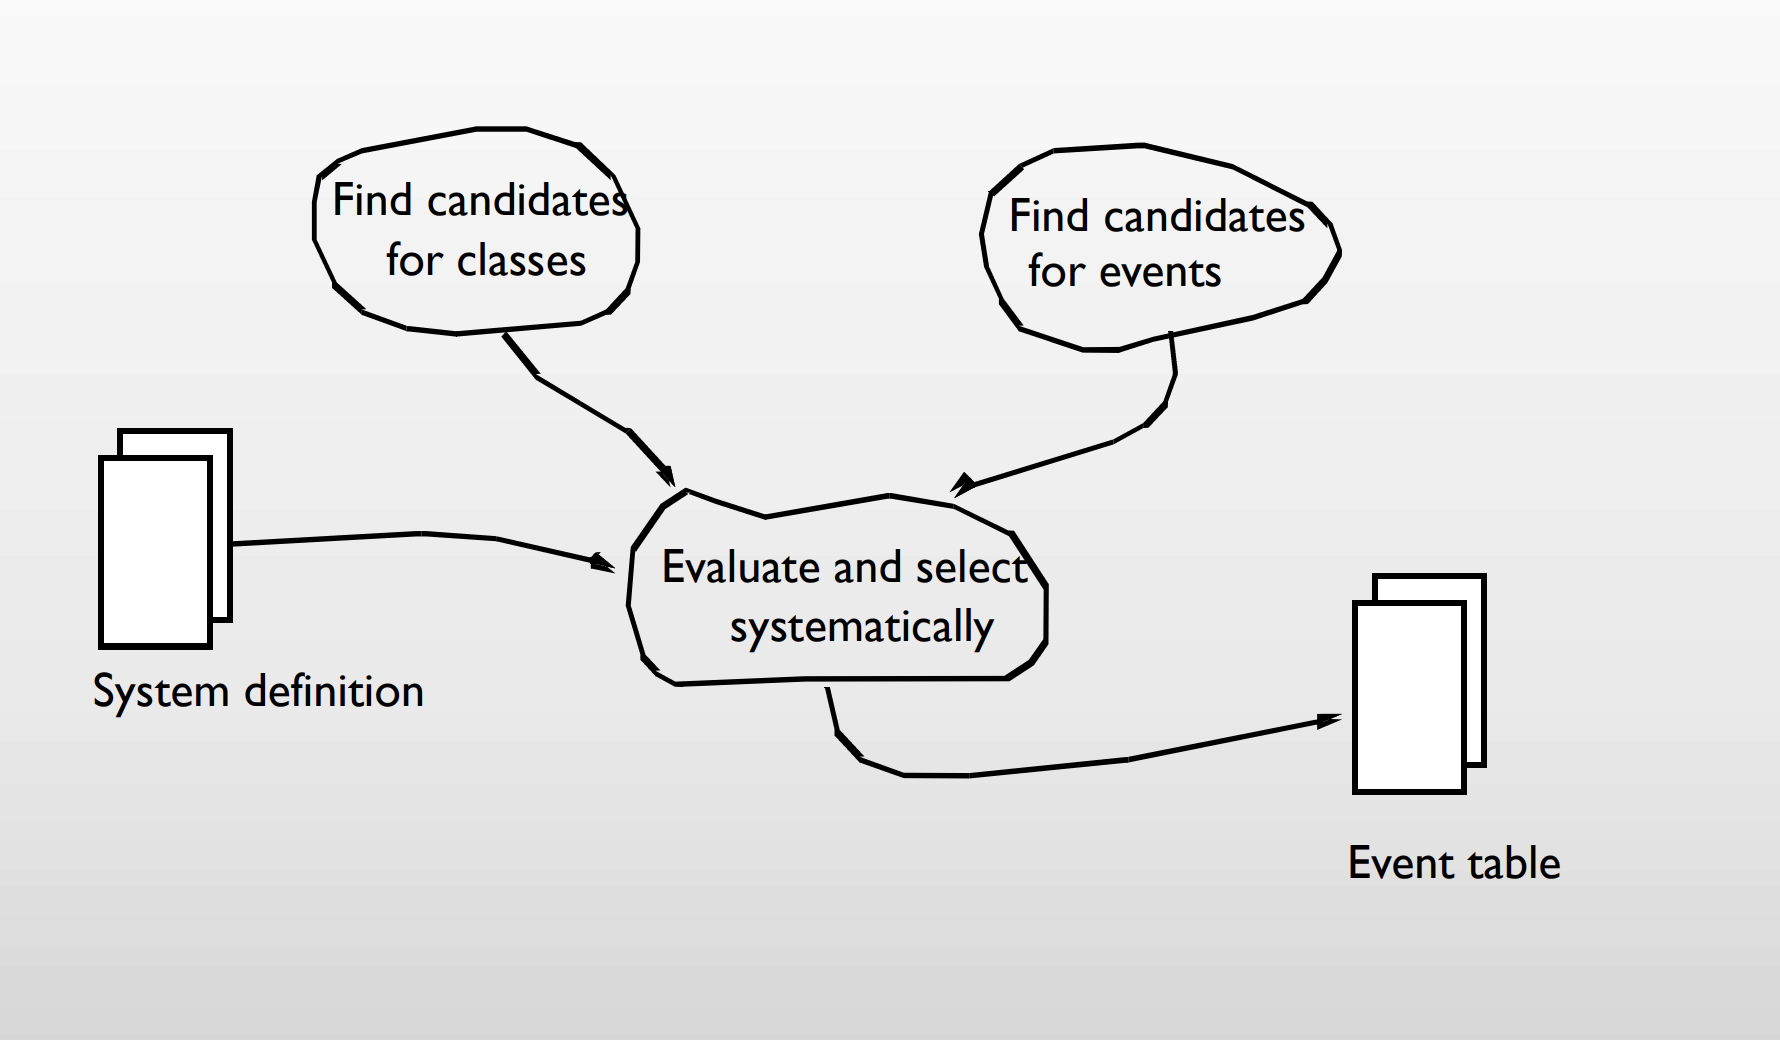 Find candidates
for classes
Find candidates
for events
Evaluate and select
systematically
System definition
Event table